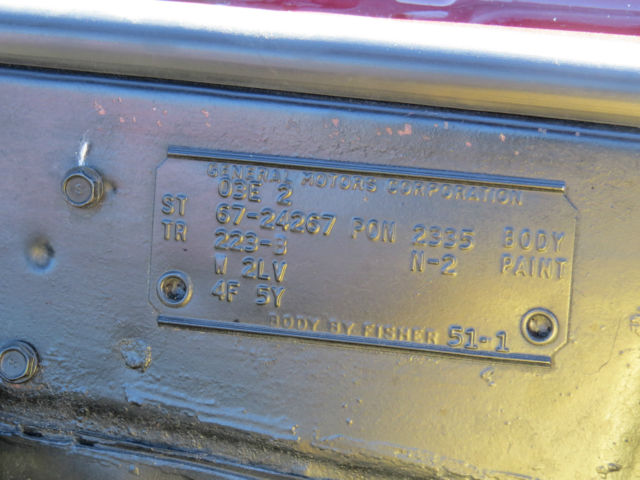 GENERAL MOTORS CORPORATION
03E 2
ST 67-24267 PON 2335 BODY
TR 223-B N-2 PAINT
W 2LV
4F 5Y
BODY BY FISHER 51-1